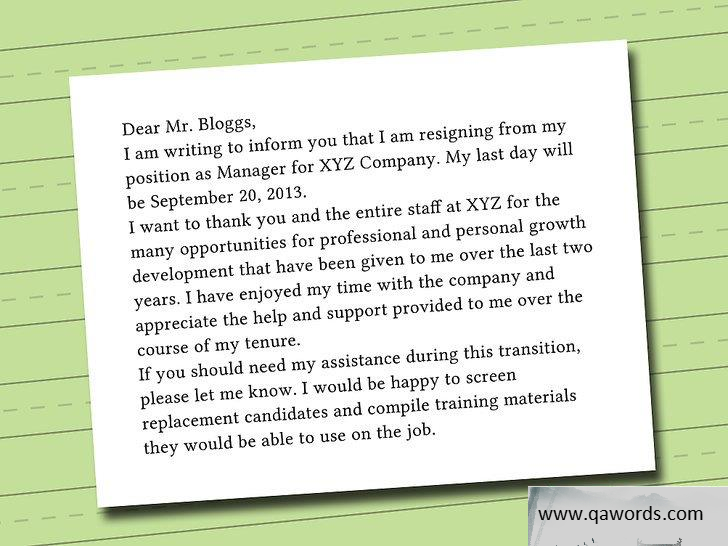 Dear Mr. Bloggs,
I am writing to inform you that I am resigning from my
position as Manager for XYZ Company. My last day will
be September 20, 2013.
I want to thank you and the entire staff at XYZ for the
many opportunities for professional and personal growth
development that have been given to me over the last two
years. I have enjoyed my time with the company and
appreciate the help and support provided to me over the
course of my tenure.
If you should need my assistance during this transition,
please let me know. I would be happy to screen
replacement candidates and compile training materials
they would be able to use on the job.
www.qawords.com